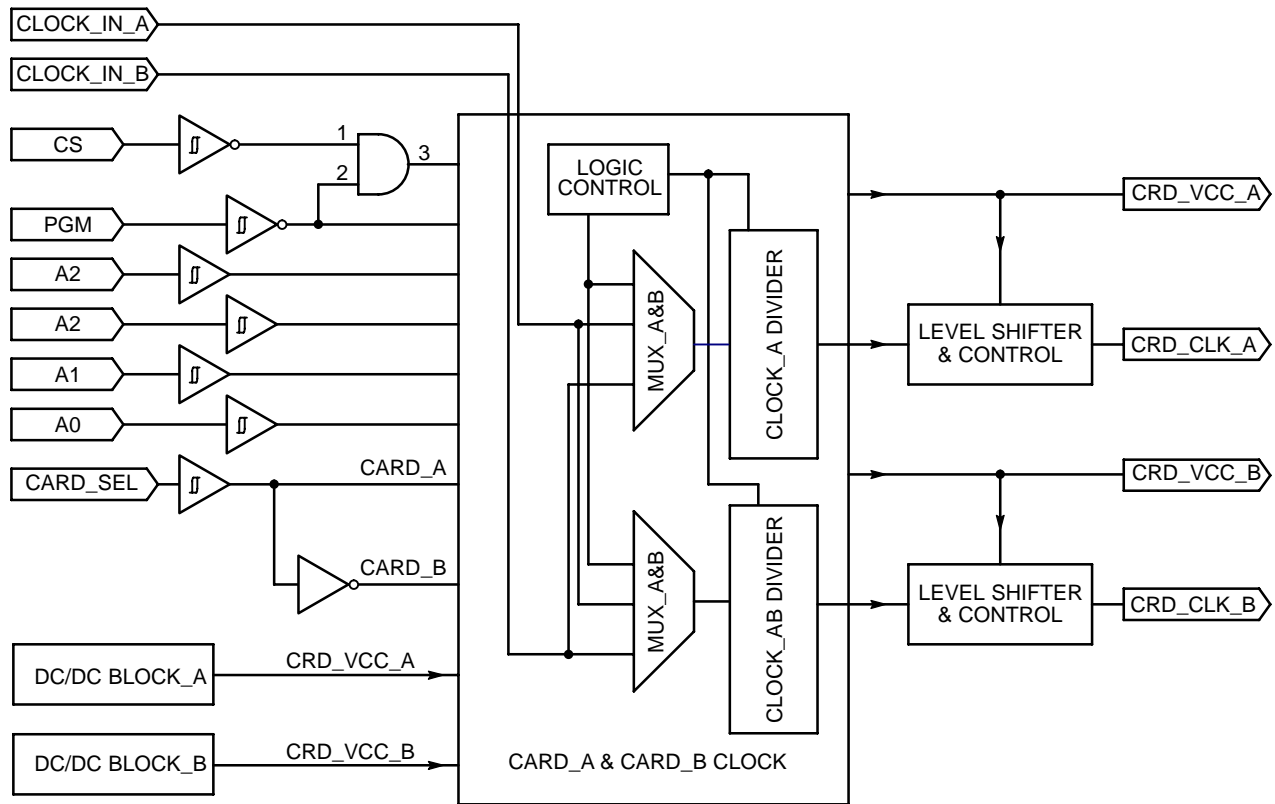 CLOCK_IN_A
CLOCK_IN_B
CS
1
2
3
PGM
A2
A2
A1
A0
CARD_SEL
CARD_A
CARD_B
DC/DC BLOCK_A
CRD_VCC_A
DC/DC BLOCK_B
CRD_VCC_B
LOGIC
CONTROL
MUX_A&B
CLOCK_A DIVIDER
MUX_A&B
CLOCK_AB DIVIDER
CARD_A & CARD_B CLOCK
CRD_VCC_A
LEVEL SHIFTER
& CONTROL
CRD_CLK_A
CRD_VCC_B
LEVEL SHIFTER
& CONTROL
CRD_CLK_B